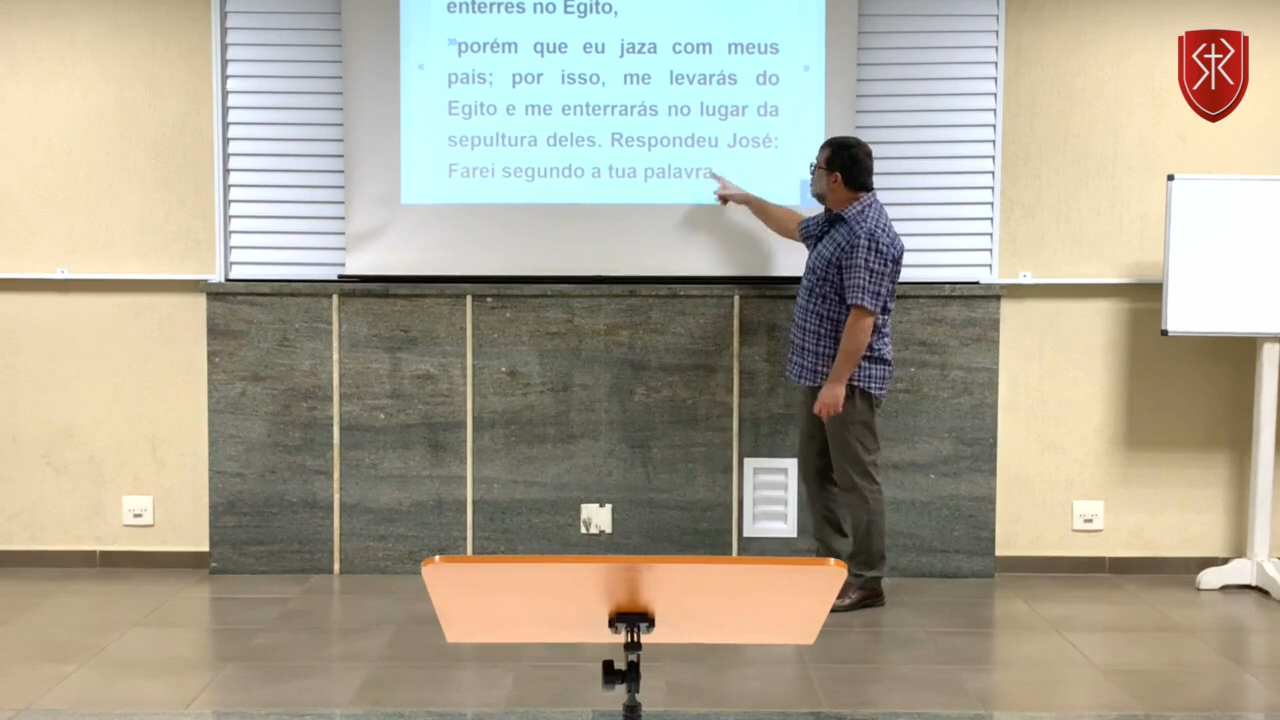 enterres no Egito,
³⁰porém que eu jaza com meus
pais; por isso, me levarás do
Egito e me enterrarás no lugar da
sepultura deles. Respondeu José:
Farei segundo a tua palavra.